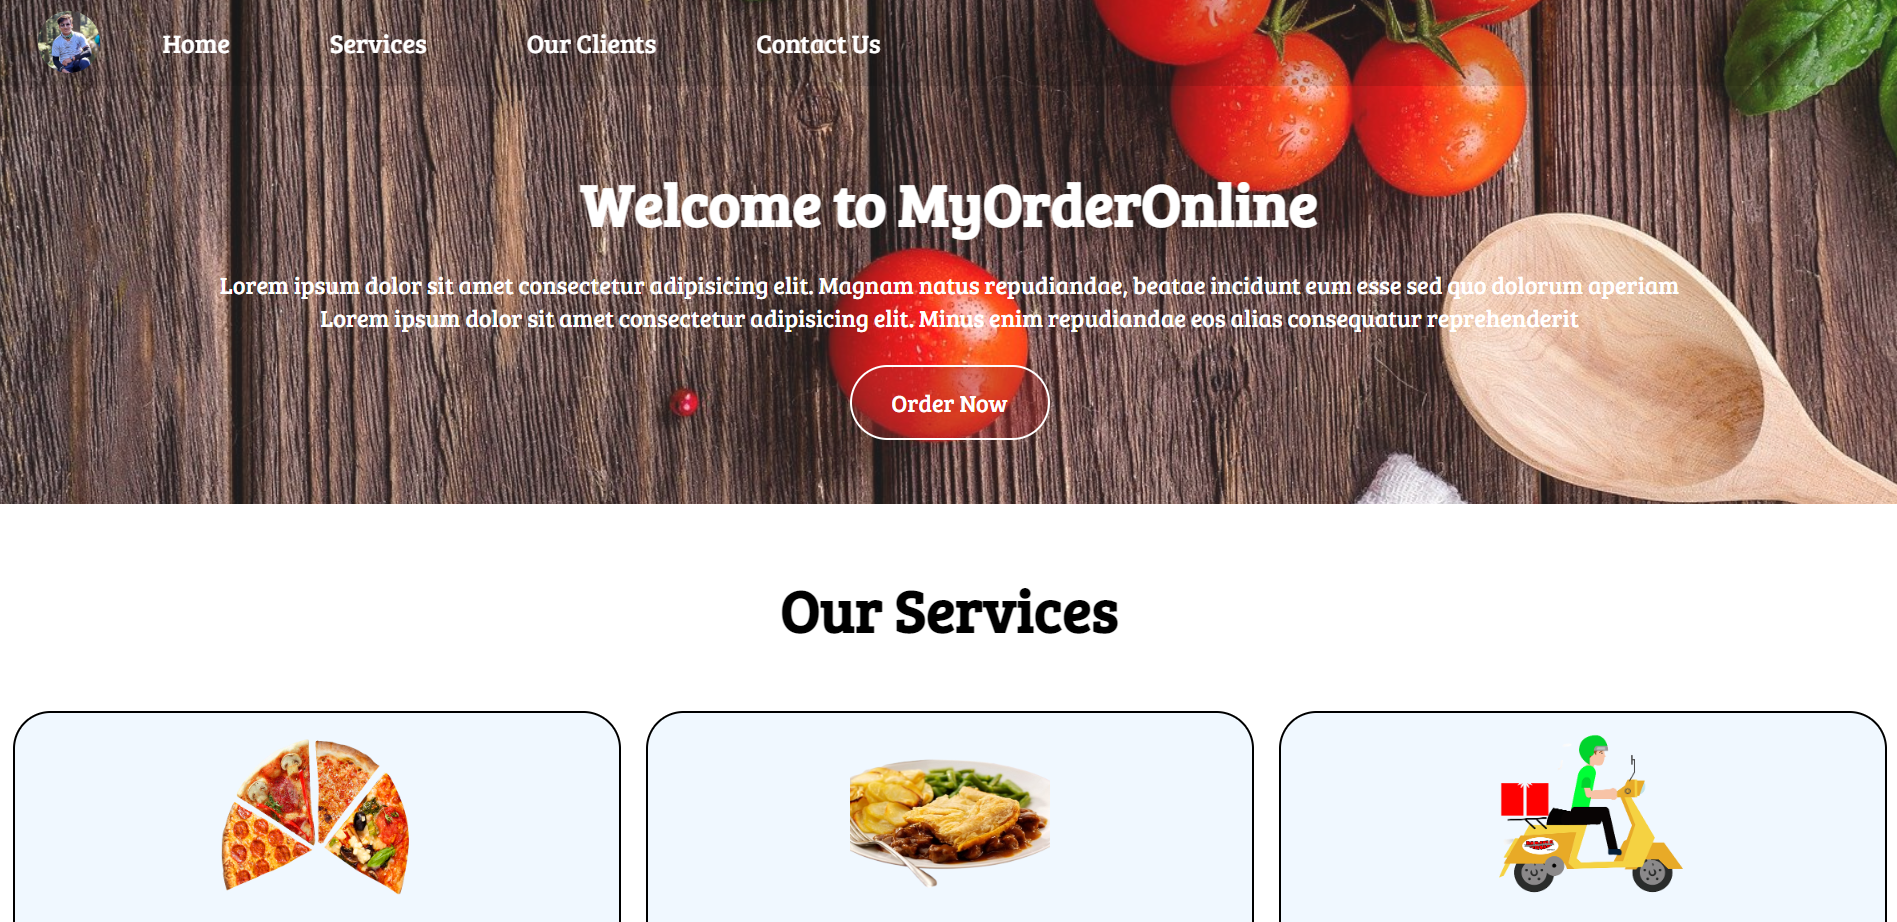 Home Services Our Clients Contact Us
Welcome to MyOrderOnline
Lorem ipsum dolor sit amet consectetur adipisicing elit. Magnam natus repudiandae, beatae incidunt eum esse sed quo dolorum aperiam
Lorem ipsum dolor sit amet consectetur adipisicing elit. Minus enim repudiandae eos alias consequatur reprehenderit
Order Now
Our Services